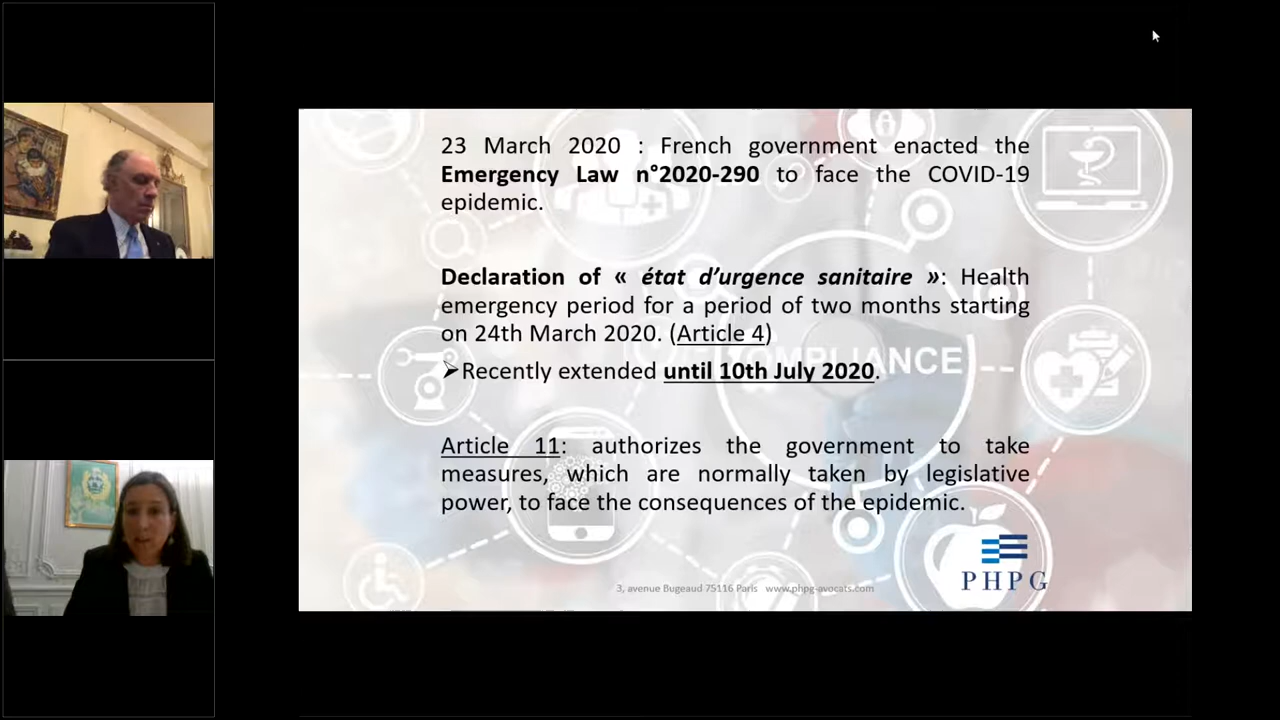 23 March 2020 : French government enacted the
Emergency Law n°2020-290 to face the COVID-19
epidemic.
Declaration of « état d’urgence sanitaire »: Health
emergency period for a period of two months starting
on 24th March 2020. (Article 4)
➢Recently extended until 10th July 2020.
COMPLIANCE
Article 11: authorizes the government to take
measures, which are normally taken by legislative
power, to face the consequences of the epidemic.
PHPG
3, avenue Bugeaud 75116 Paris www.phpg-avocats.com